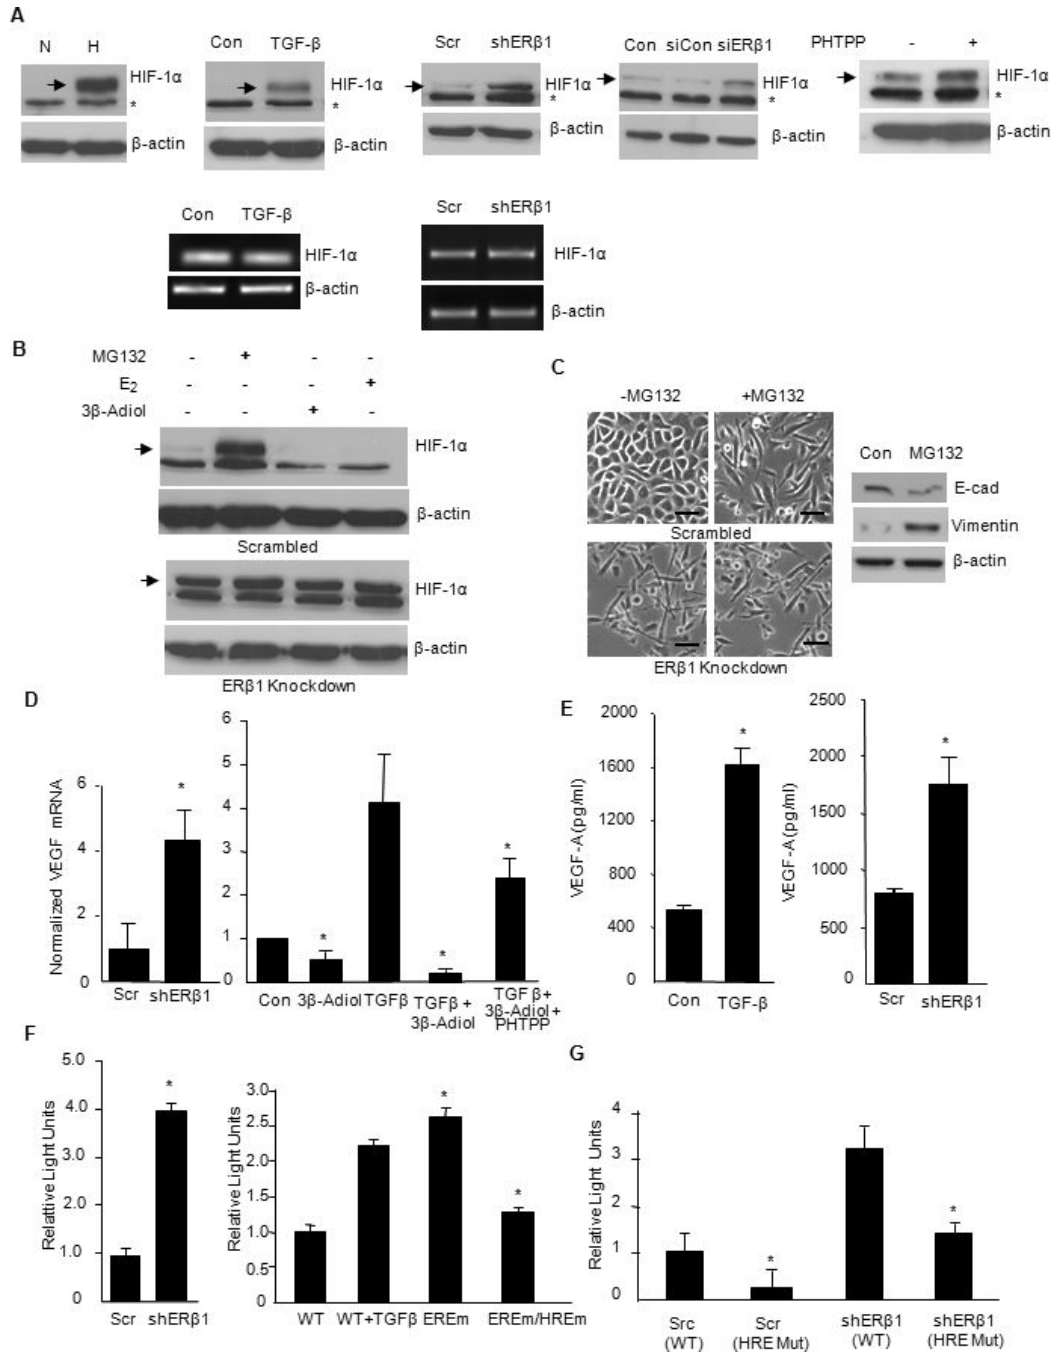 A
N H
HIF-1α
*
β-actin
Con TGF-β
HIF-1α
*
β-actin
Scr shERβ1
HIF1α
*
β-actin
Con siCon siERβ1
HIF1α
*
β-actin
PHTPP - +
HIF-1α
*
β-actin
Con TGF-β
HIF-1α
β-actin
Scr shERβ1
HIF-1α
β-actin
B
MG132 - + - -
E2 - - - +
3β-Adiol - - + -
HIF-1α
β-actin
Scrambled
HIF-1α
β-actin
ERβ1 Knockdown
C
-MG132 +MG132
Scrambled
ERβ1 Knockdown
Con MG132
E-cad
Vimentin
β-actin
D
Normalized VEGF mRNA
6
4
2
0
*
Scr shERβ1
6
5
4
3
2
1
0
* * *
Con 3β-Adiol TGFβ TGFβ + 3β-Adiol TGF β+ 3β-Adiol+ PHTPP
E
VEGF-A (pg/ml)
2000
1600
1200
800
400
0
*
Con TGF-β
VEGF-A (pg/ml)
2500
2000
1500
1000
500
0
*
Scr shERβ1
F
Relattive Light Units
5.0
4.0
3.0
2.0
1.0
0
*
Scr shERβ1
Relative Light Units
3.0
2.5
2.0
1.5
1.0
0.5
0
* *
WT WT+TGFβ EREm EREm/HREm
G
Relative Light Units
4
3
2
1
0
* *
Src (WT) Scr (HRE Mut) shERβ1 (WT) shERβ1 (HRE Mut)